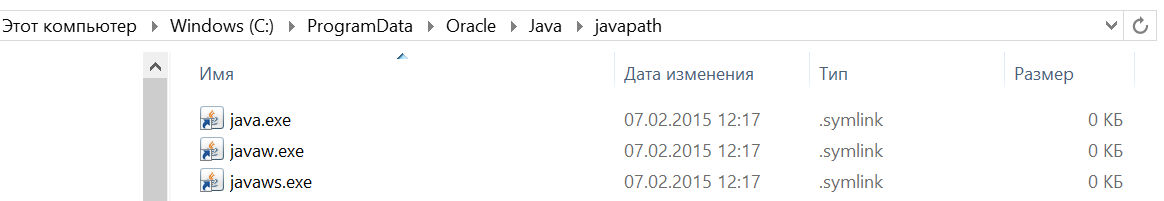 Этот компьютер Windows (C:) ProgramData Oracle Java javapath
Имя Дата изменения Тип Размер
java.exe 07.02.2015 12:17 .symlink 0 КБ
javaw.exe 07.02.2015 12:17 .symlink 0 КБ
javaws.exe 07.02.2015 12:17 .symlink 0 КБ